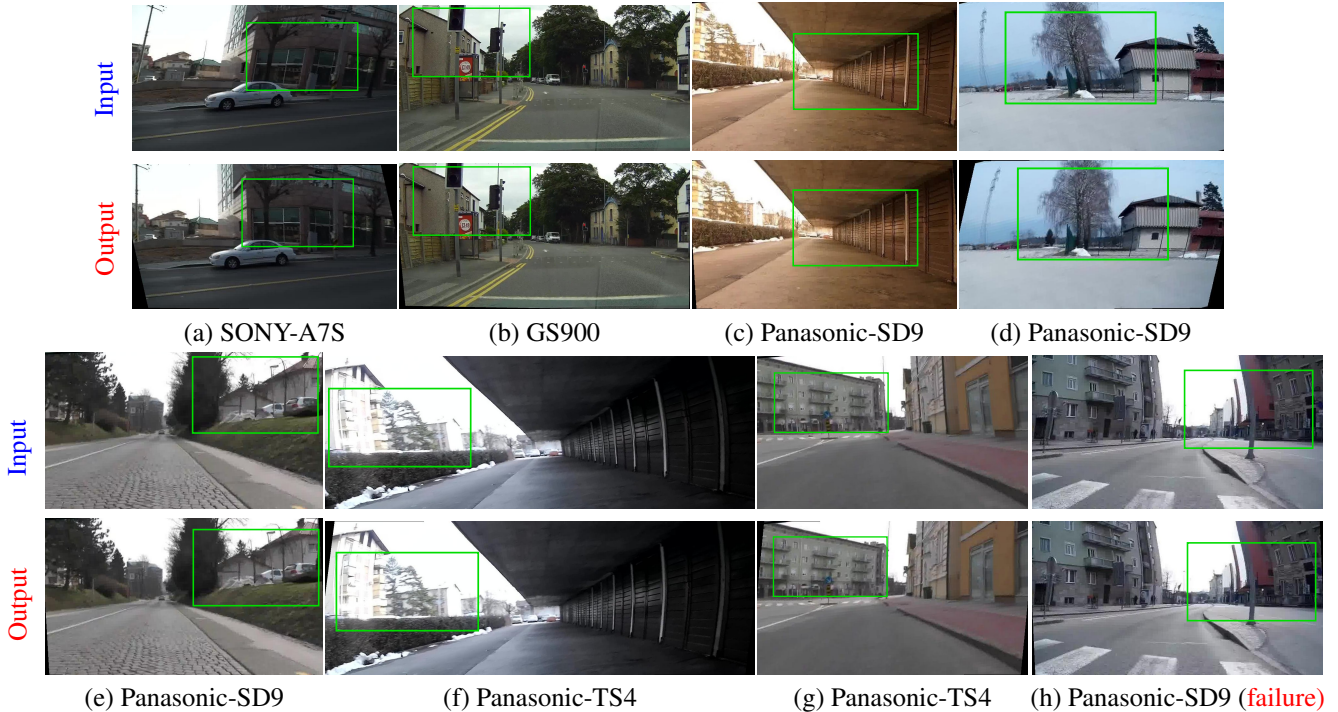 Input
Output
(a) SONY-A7S (b) GS900 (c) Panasonic-SD9 (d) Panasonic-SD9
Input
Output
(e) Panasonic-SD9 (f) Panasonic-TS4 (g) Panasonic-TS4 (h) Panasonic-SD9 (failure)